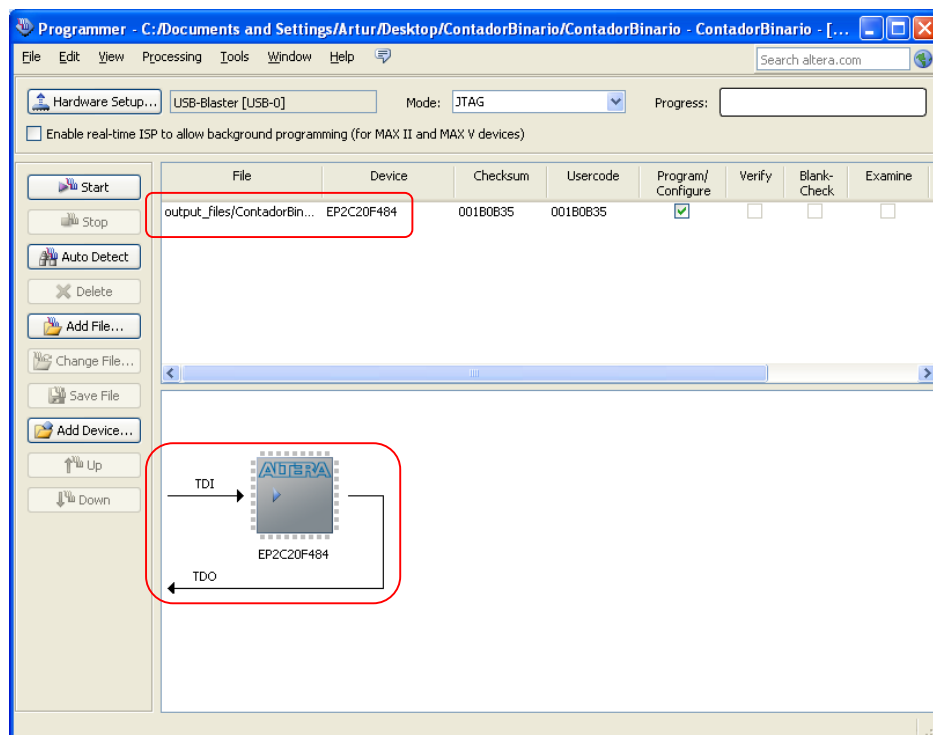 Programmer - C:/Documents and Settings/Artur/Desktop/ContadorBinario/ContadorBinario - ContadorBinario - [...
File Edit View Processing Tools Window Help
Search altera.com
Hardware Setup... USB-Blaster [USB-0] Mode: JTAG Progress:
Enable real-time ISP to allow background programming (for MAX II and MAX V devices)
Start
Stop
Auto Detect
Delete
Add File...
Change File...
Save File
Add Device...
Up
Down
File Device Checksum Usercode Program/ Verify Blank- Examine
Configure Check
output_files/ContadorBin... EP2C20F484 001B0B35 001B0B35
ALTERA
TDI
EP2C20F484
TDO